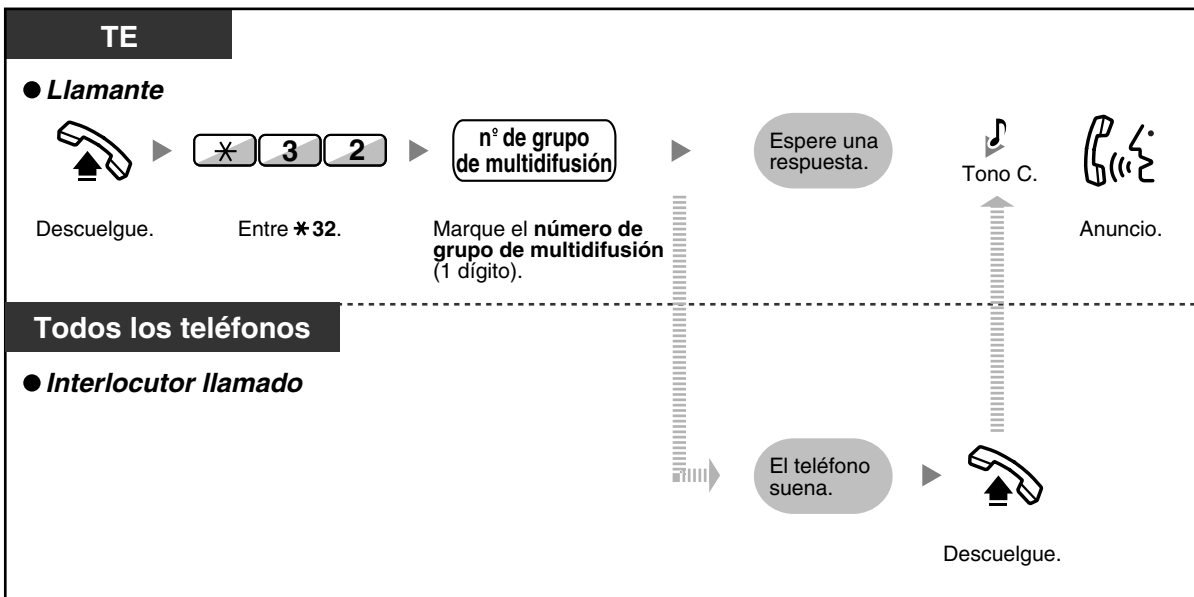 TE
Llamante
* 3 2
nº de grupo
de multidifusión
Espere una
respuesta.
Tono C.
Descuelgue.
Entre *32.
Marque el número de
grupo de multidifusión
(1 dígito).
Anuncio.
Todos los teléfonos
Interlocutor llamado
El teléfono
suena.
Descuelgue.